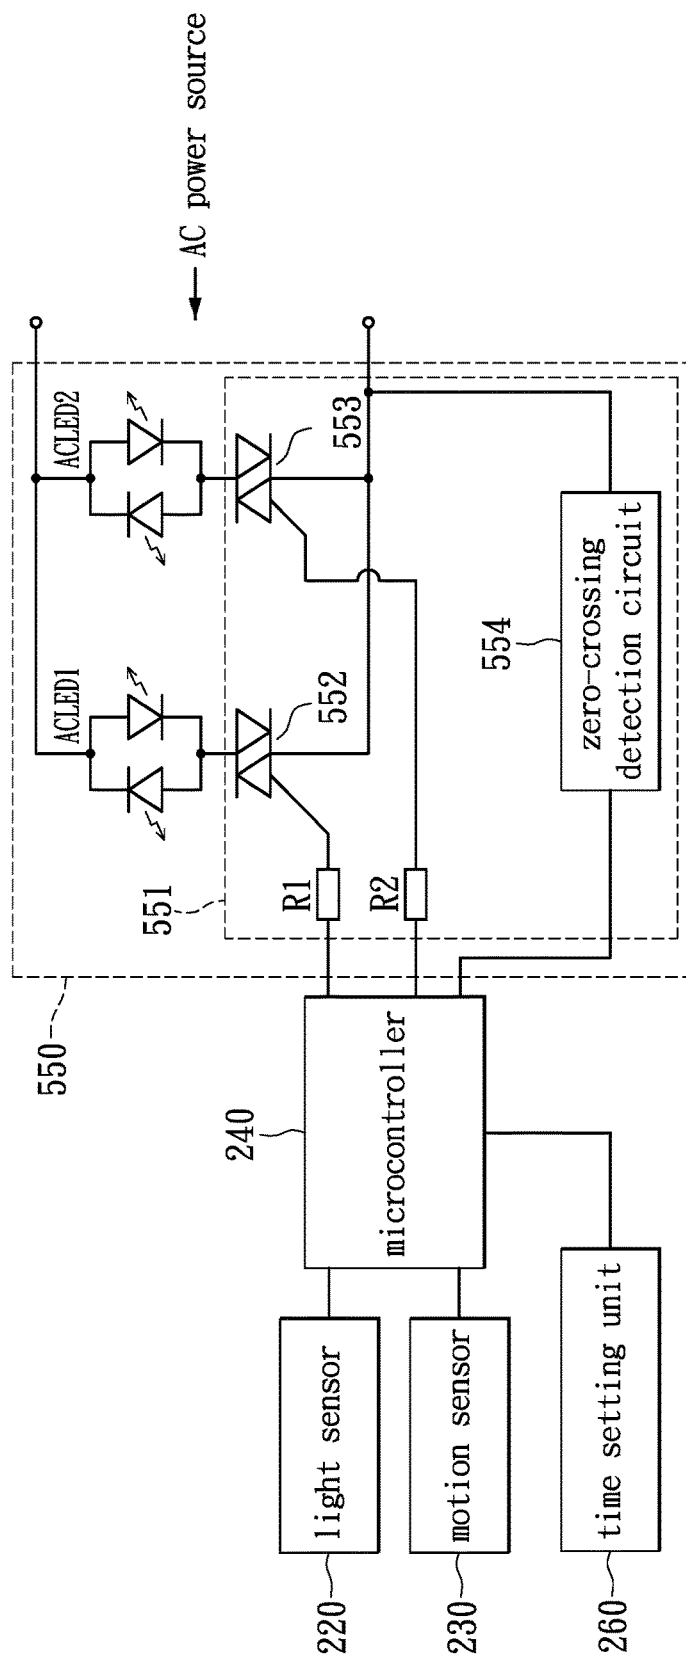 550
ACLED1
ACLED2
AC power source
551
552
553
R1
R2
240
microcontroller
554
zero-crossing
detection circuit
220
light sensor
230
motion sensor
260
time setting unit